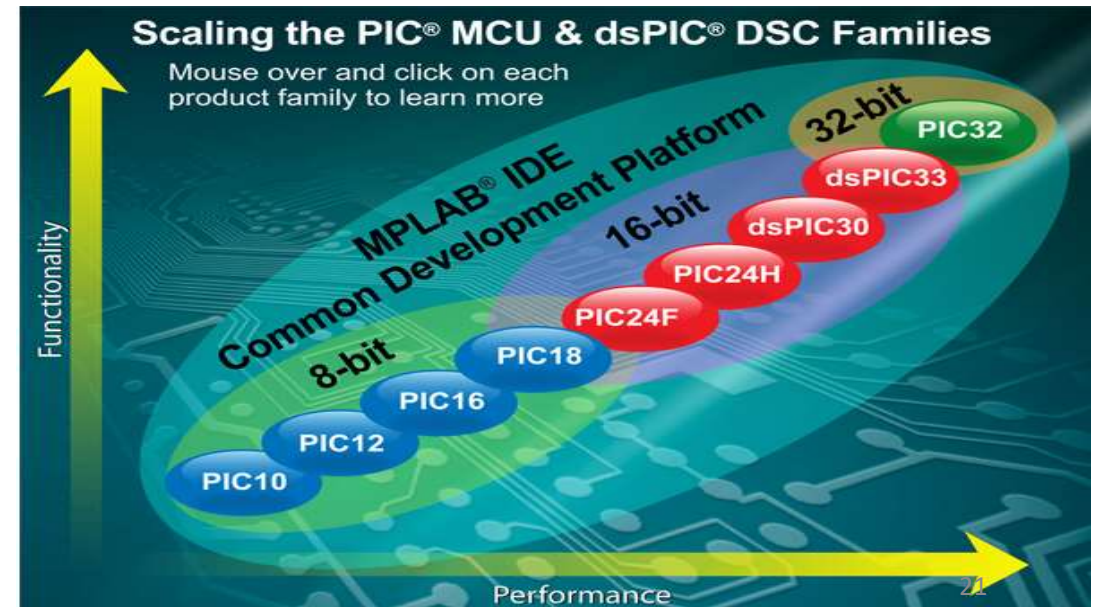 Scaling the PIC® MCU & dsPIC® DSC Families
Mouse over and click on each
product family to learn more
Functionality
MPLAB® IDE
Common Development Platform
32-bit
PIC32
dsPIC33
16-bit
dsPIC30
PIC24H
PIC24F
8-bit
PIC18
PIC16
PIC12
PIC10
Performance
21